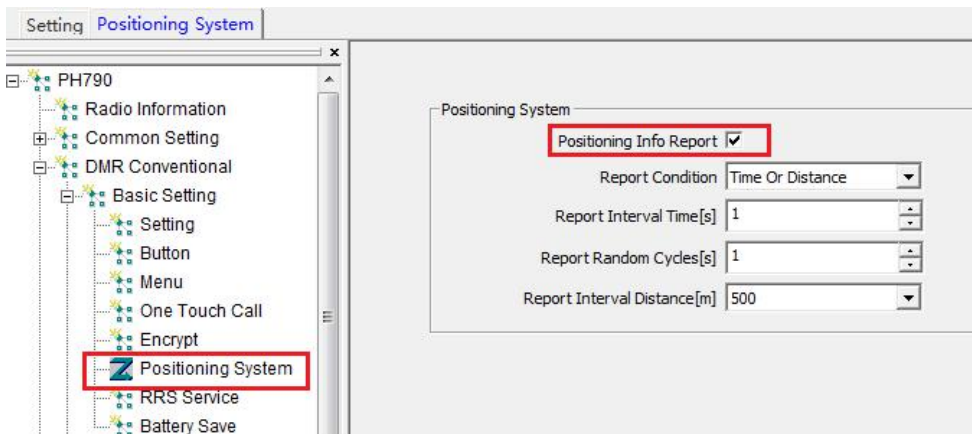 Setting Positioning System
x
PH790
Radio Information
Common Setting
DMR Conventional
Basic Setting
Setting
Button
Menu
One Touch Call
Encrypt
Positioning System
RRS Service
Battery Save
Positioning System
Positioning Info Report
Report Condition Time Or Distance
Report Interval Time[s] 1
Report Random Cycles[s] 1
Report Interval Distance[m] 500